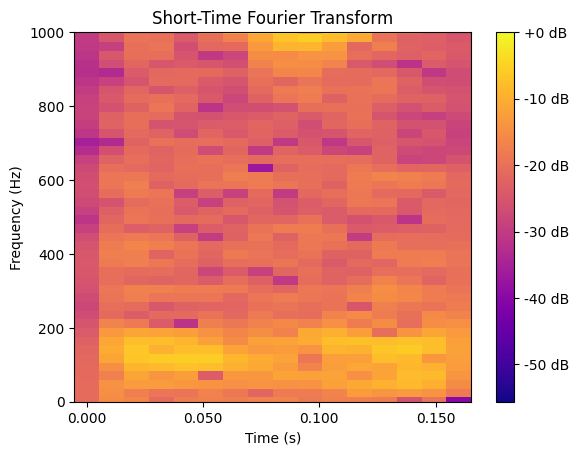 Short-Time Fourier Transform
1000
800
600
400
200
0
Frequency (Hz)
0.000
0.050
0.100
0.150
Time (s)
+0 dB
-10 dB
-20 dB
-30 dB
-40 dB
-50 dB